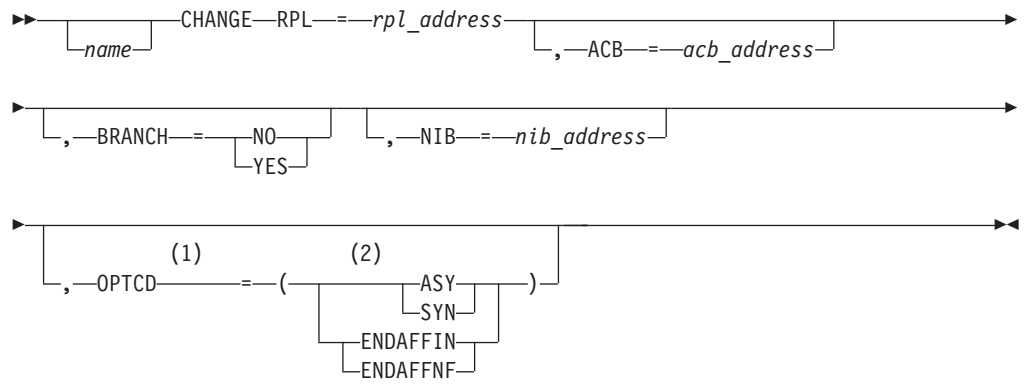 CHANGE RPL = rpl_address
name
, ACB = acb_address
, BRANCH = NO
YES
, NIB = nib_address
(1) (2)
, OPTCD = ( ASY )
SYN
ENDAFFIN
ENDAFFNF